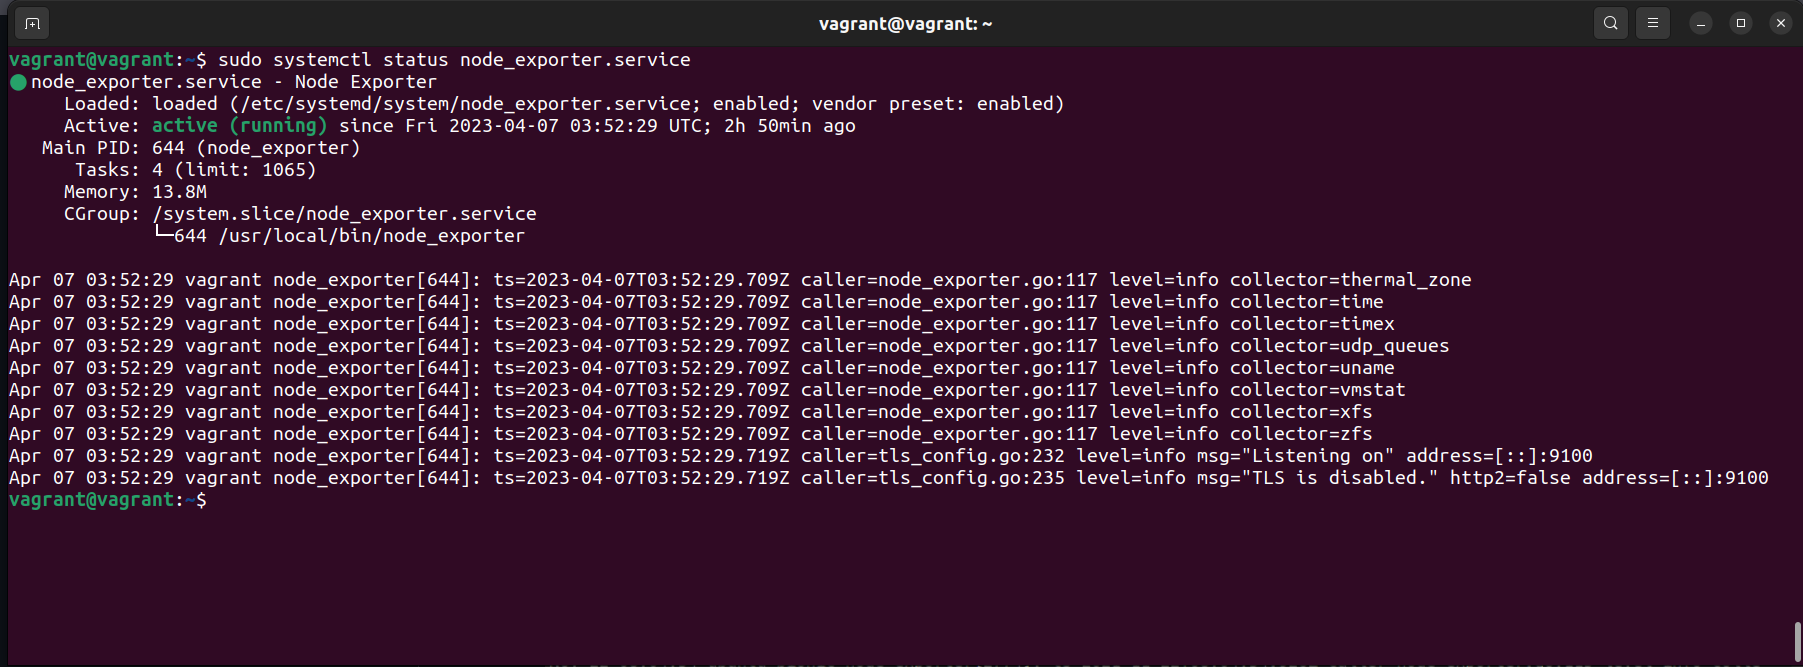 vagrant@vagrant: ~
vagrant@vagrant:~$ sudo systemctl status node_exporter.service
● node_exporter.service - Node Exporter
     Loaded: loaded (/etc/systemd/system/node_exporter.service; enabled; vendor preset: enabled)
     Active: active (running) since Fri 2023-04-07 03:52:29 UTC; 2h 50min ago
   Main PID: 644 (node_exporter)
      Tasks: 4 (limit: 1065)
     Memory: 13.8M
     CGroup: /system.slice/node_exporter.service
             └─644 /usr/local/bin/node_exporter
Apr 07 03:52:29 vagrant node_exporter[644]: ts=2023-04-07T03:52:29.709Z caller=node_exporter.go:117 level=info collector=thermal_zone
Apr 07 03:52:29 vagrant node_exporter[644]: ts=2023-04-07T03:52:29.709Z caller=node_exporter.go:117 level=info collector=time
Apr 07 03:52:29 vagrant node_exporter[644]: ts=2023-04-07T03:52:29.709Z caller=node_exporter.go:117 level=info collector=timex
Apr 07 03:52:29 vagrant node_exporter[644]: ts=2023-04-07T03:52:29.709Z caller=node_exporter.go:117 level=info collector=udp_queues
Apr 07 03:52:29 vagrant node_exporter[644]: ts=2023-04-07T03:52:29.709Z caller=node_exporter.go:117 level=info collector=uname
Apr 07 03:52:29 vagrant node_exporter[644]: ts=2023-04-07T03:52:29.709Z caller=node_exporter.go:117 level=info collector=vmstat
Apr 07 03:52:29 vagrant node_exporter[644]: ts=2023-04-07T03:52:29.709Z caller=node_exporter.go:117 level=info collector=xfs
Apr 07 03:52:29 vagrant node_exporter[644]: ts=2023-04-07T03:52:29.709Z caller=node_exporter.go:117 level=info collector=zfs
Apr 07 03:52:29 vagrant node_exporter[644]: ts=2023-04-07T03:52:29.719Z caller=tls_config.go:232 level=info msg="Listening on" address=[::]:9100
Apr 07 03:52:29 vagrant node_exporter[644]: ts=2023-04-07T03:52:29.719Z caller=tls_config.go:235 level=info msg="TLS is disabled." http2=false address=[::]:9100
vagrant@vagrant:~$